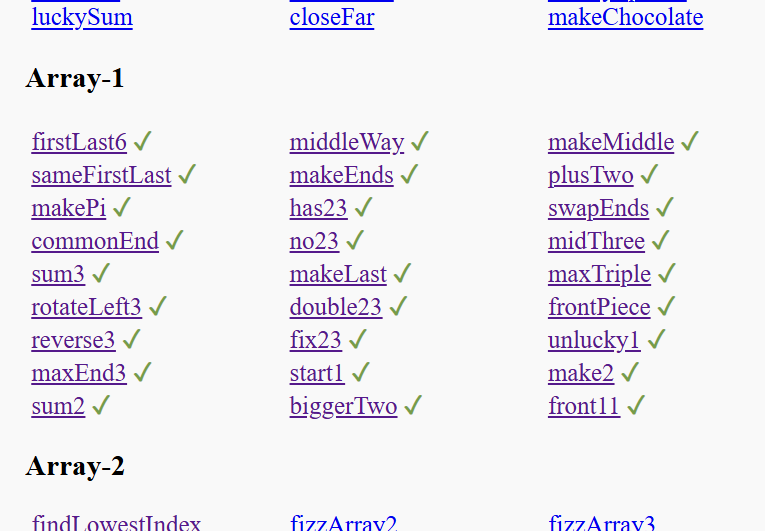 luckySum closeFar makeChocolate
Array-1
firstLast6 ✓ middleWay ✓ makeMiddle ✓
sameFirstLast ✓ makeEnds ✓ plusTwo ✓
makePi ✓ has23 ✓ swapEnds ✓
commonEnd ✓ no23 ✓ midThree ✓
sum3 ✓ makeLast ✓ maxTriple ✓
rotateLeft3 ✓ double23 ✓ frontPiece ✓
reverse3 ✓ fix23 ✓ unlucky1 ✓
maxEnd3 ✓ start1 ✓ make2 ✓
sum2 ✓ biggerTwo ✓ front11 ✓
Array-2
findLowestIndex fizzArray2 fizzArray3